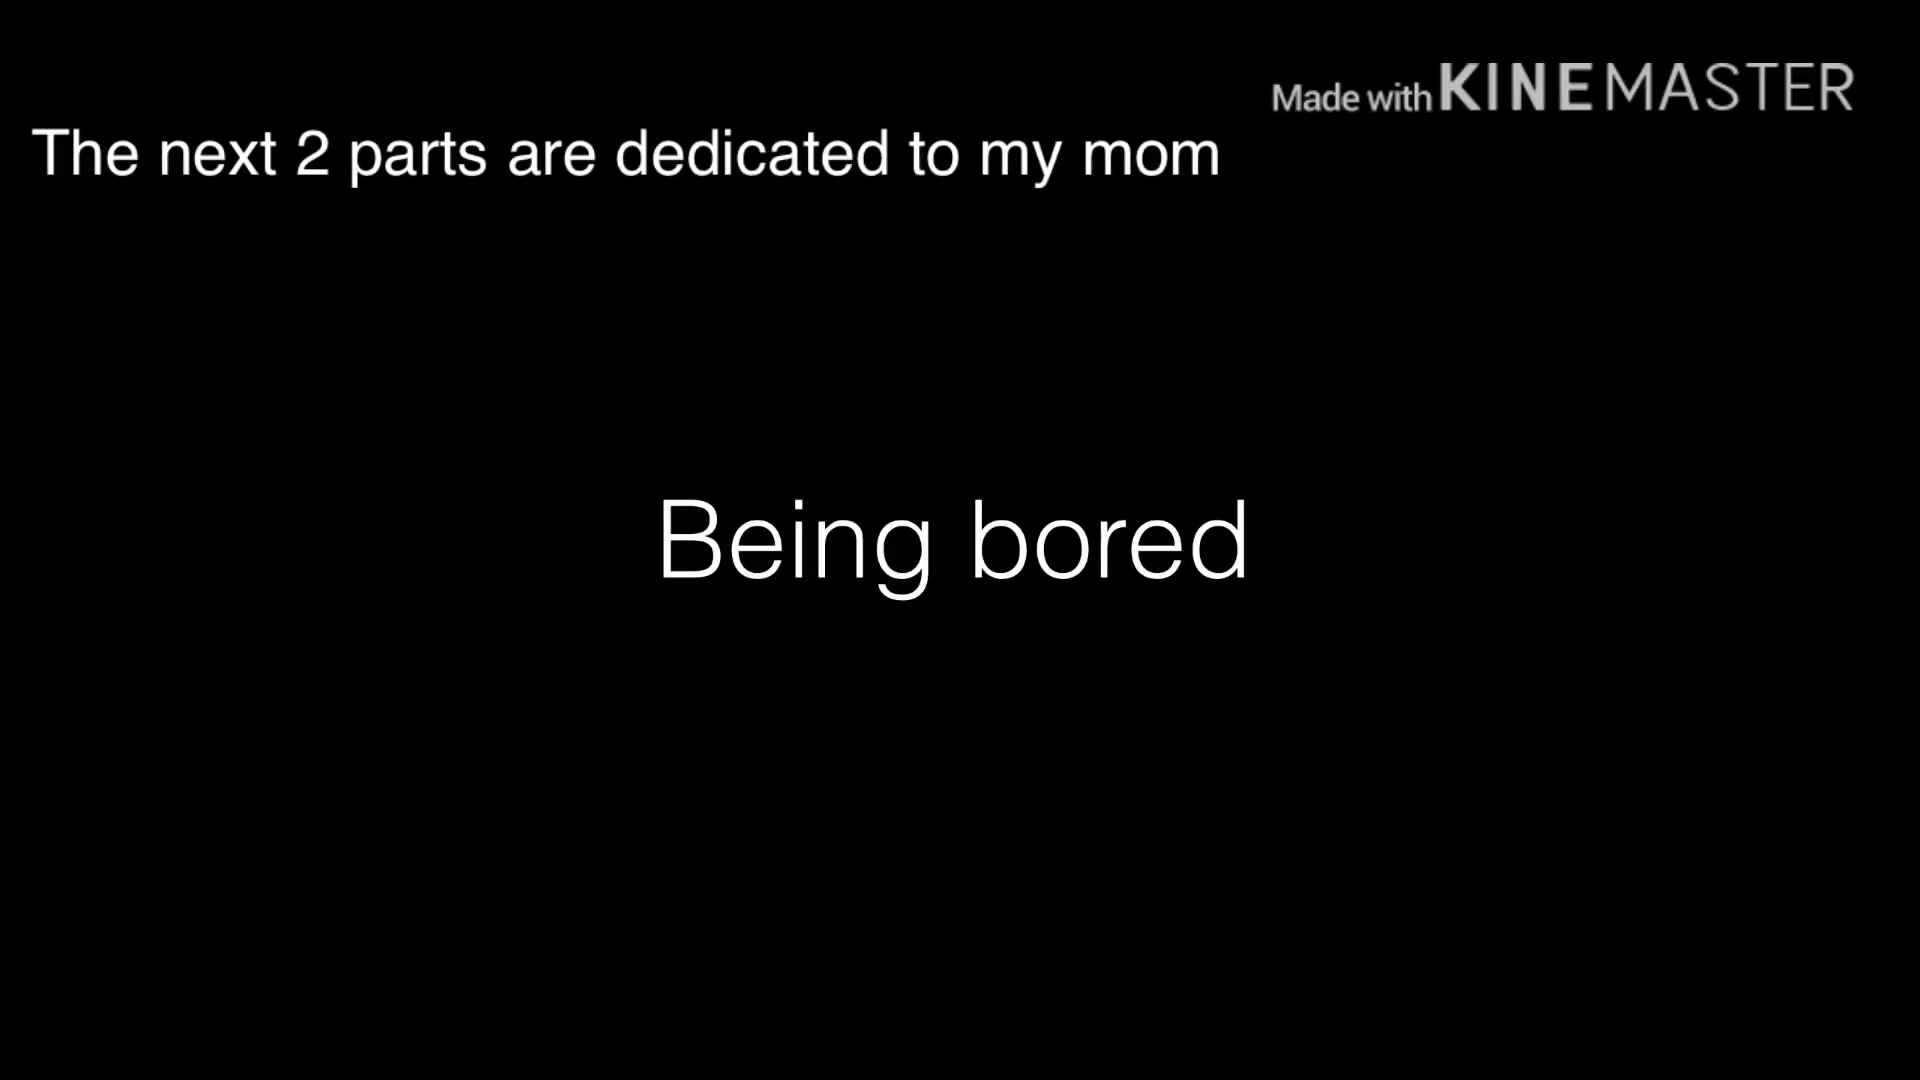 Made with KINEMASTER
The next 2 parts are dedicated to my mom
Being bored